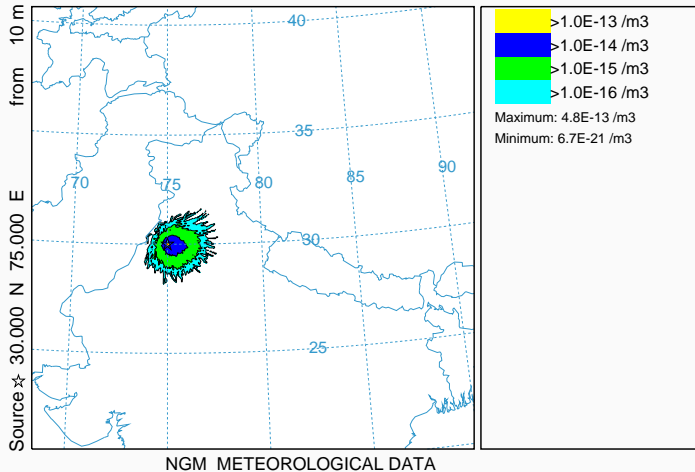 Source ☆ 30.000 N 75.000 E from 10 m
40
35
90
70
75
80
85
30
25
NGM METEOROLOGICAL DATA
>1.0E-13 /m3
>1.0E-14 /m3
>1.0E-15 /m3
>1.0E-16 /m3
Maximum: 4.8E-13 /m3
Minimum: 6.7E-21 /m3